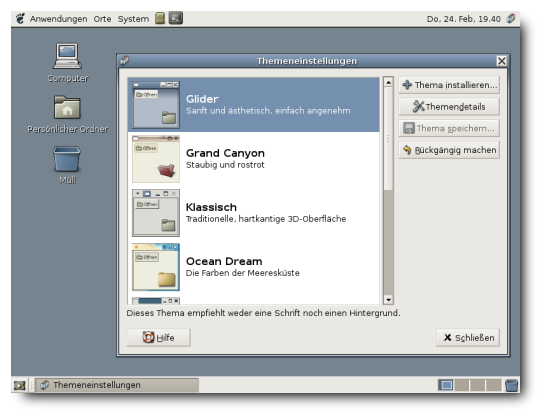 Anwendungen Orte System
Do, 24. Feb, 19.40
Computer
Persönlicher Ordner
Müll
Themeneinstellungen
Öffnen
Glider
Sanft und ästhetisch, einfach angenehm
Öffnen
Grand Canyon
Staubig und rostrot
Öffnen
Klassisch
Traditionelle, hartkantige 3D-Oberfläche
Öffnen
Ocean Dream
Die Farben der Meeresküste
Thema installieren...
Themendetails
Thema speichern...
Rückgängig machen
Dieses Thema empfiehlt weder eine Schrift noch einen Hintergrund.
Hilfe
Schließen
Themeneinstellungen